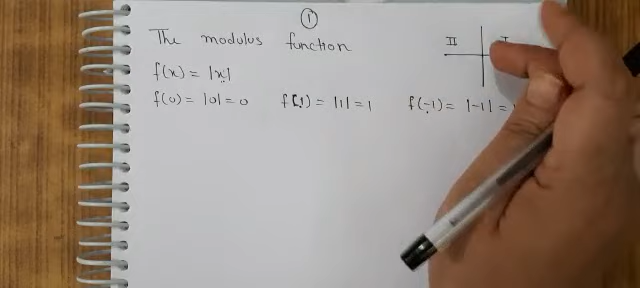 ①
The modulus function
II I
f(x) = |x|
f(0) = |0| = 0 f(1) = |1| = 1 f(-1) = |-1| =